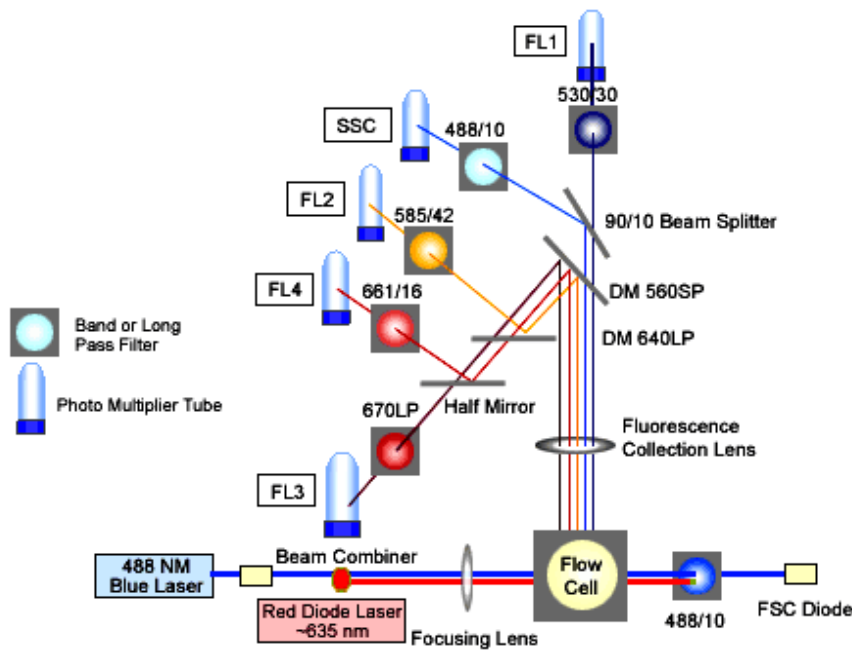 FL1
530/30
SSC
488/10
90/10 Beam Splitter
FL2
585/42
DM 560SP
FL4
661/16
DM 640LP
Band or Long
Pass Filter
Half Mirror
Photo Multiplier Tube
670LP
Fluorescence
Collection Lens
FL3
Beam Combiner
488 NM
Blue Laser
Flow
Cell
Red Diode Laser
~635 nm
Focusing Lens
488/10
FSC Diode